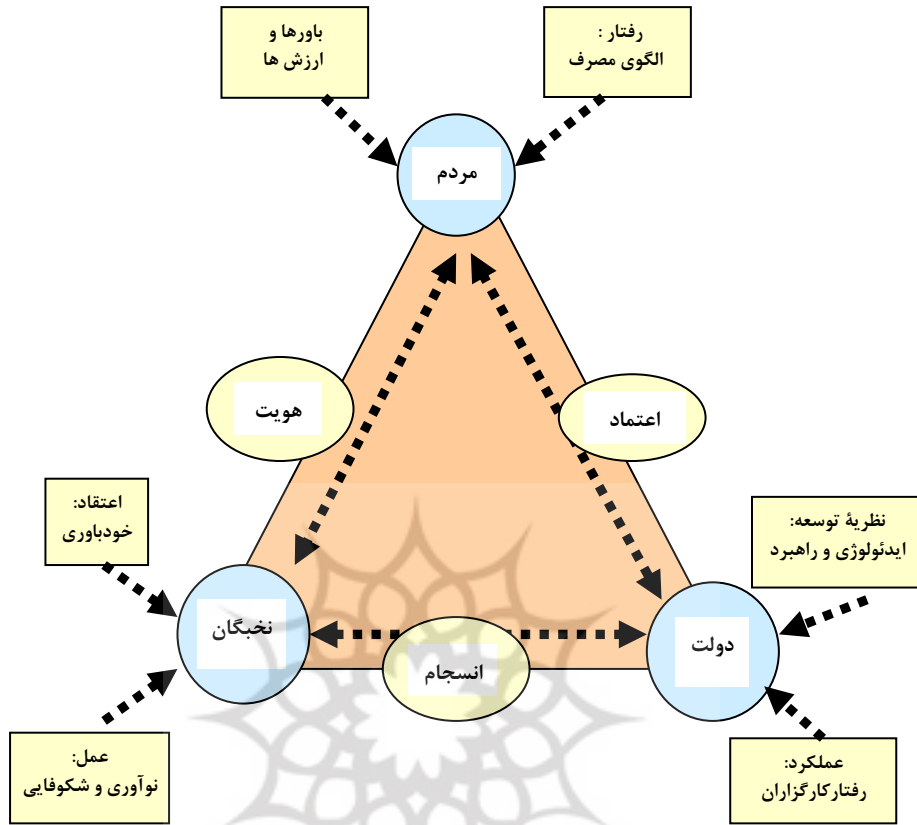 باورها و
ارزش ها
رفتار :
الگوی مصرف
مردم
هویت
اعتماد
اعتقاد:
خودباوری
نظریۀ توسعه:
ایدئولوژی و راهبرد
نخبگان
انسجام
دولت
عمل:
نوآوری و شکوفایی
عملکرد:
رفتارکارگزاران